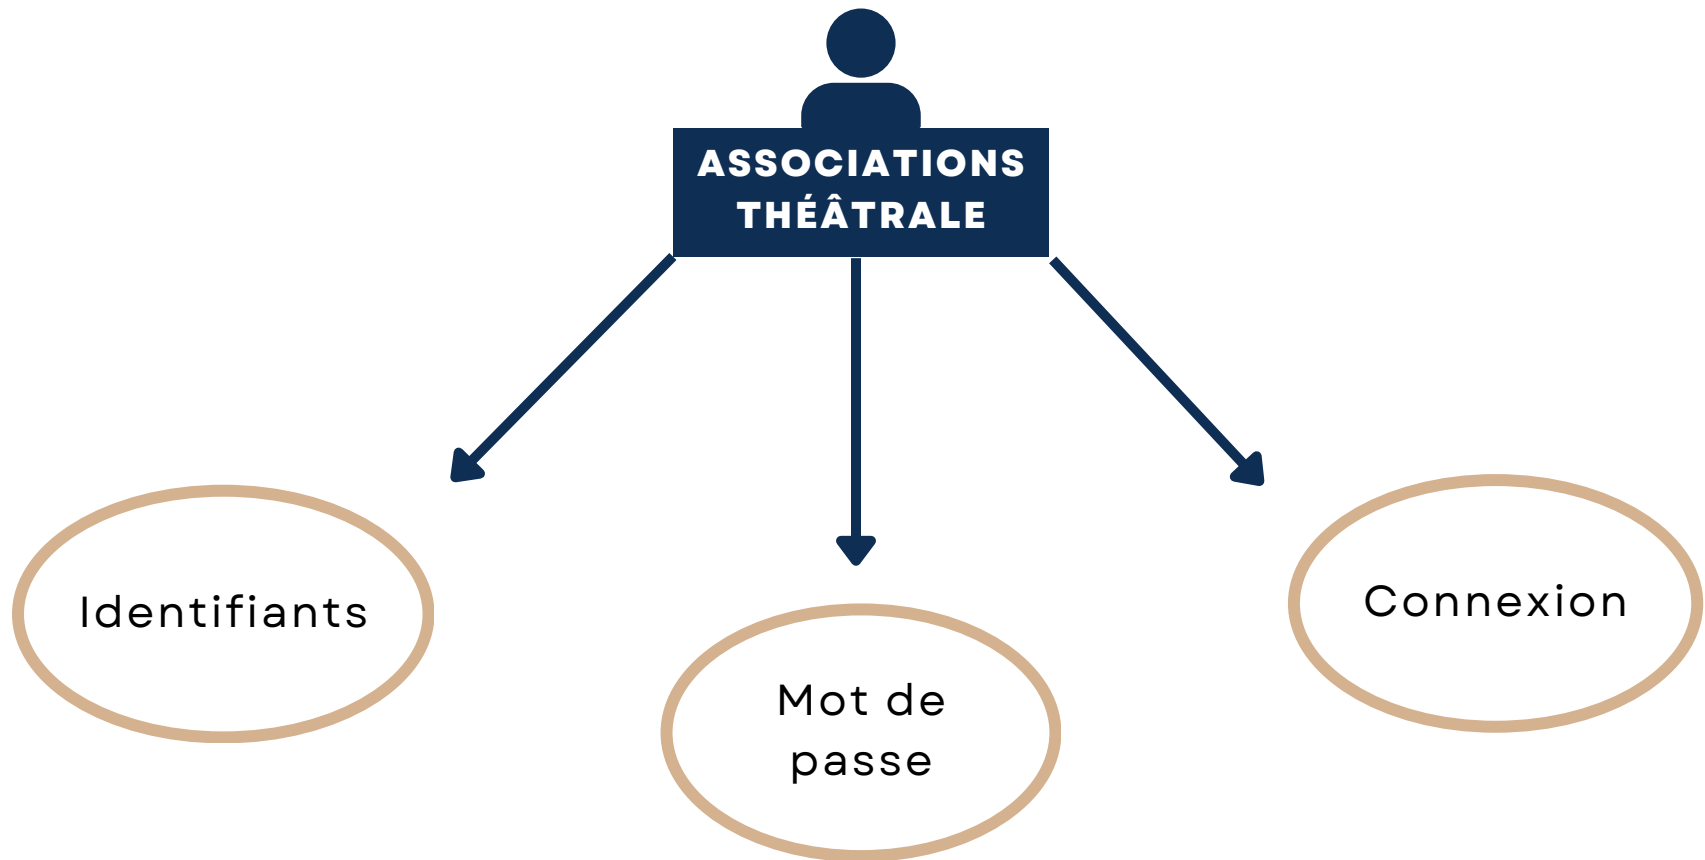 ASSOCIATIONS
THÉÂTRALE
Identifiants
Mot de
passe
Connexion